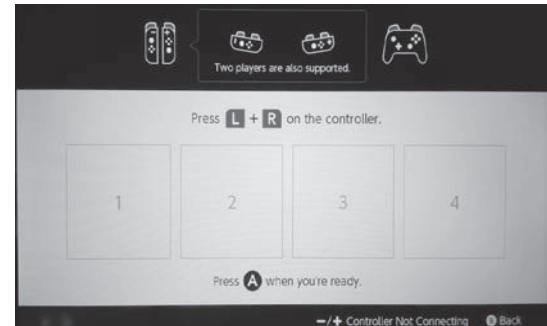 Two players are also supported.
Press L + R on the controller.
1 2 3 4
Press A when you're ready.
−/+ Controller Not Connecting B Back